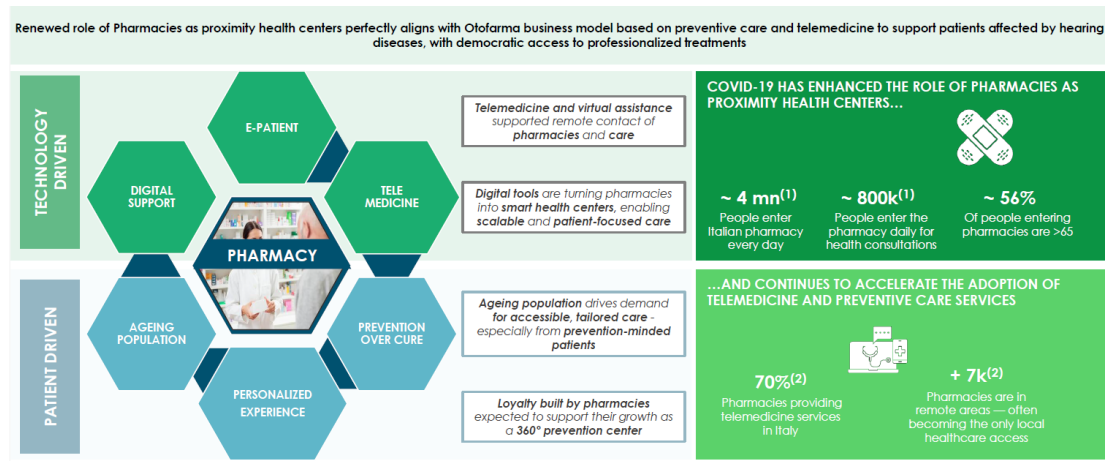 Renewed role of Pharmacies as proximity health centers perfectly aligns with Otofarma business model based on preventive care and telemedicine to support patients affected by hearing
diseases, with democratic access to professionalized treatments
TECHNOLOGY
DRIVEN
E-PATIENT
DIGITAL
SUPPORT
TELE
MEDICINE
PHARMACY
Telemedicine and virtual assistance
supported remote contact of
pharmacies and care
Digital tools are turning pharmacies
into smart health centers, enabling
scalable and patient-focused care
COVID-19 HAS ENHANCED THE ROLE OF PHARMACIES AS
PROXIMITY HEALTH CENTERS...
~ 4 mn(1)
People enter
Italian pharmacy
every day
~ 800k(1)
People enter the
pharmacy daily for
health consultations
~ 56%
Of people entering
pharmacies are >65
PATIENT DRIVEN
AGEING
POPULATION
PREVENTION
OVER CURE
PERSONALIZED
EXPERIENCE
Ageing population drives demand
for accessible, tailored care -
especially from prevention-minded
patients
Loyalty built by pharmacies
expected to support their growth as
a 360° prevention center
...AND CONTINUES TO ACCELERATE THE ADOPTION OF
TELEMEDICINE AND PREVENTIVE CARE SERVICES
70%(2)
Pharmacies providing
telemedicine services
in Italy
+ 7k(2)
Pharmacies are in
remote areas — often
becoming the only local
healthcare access